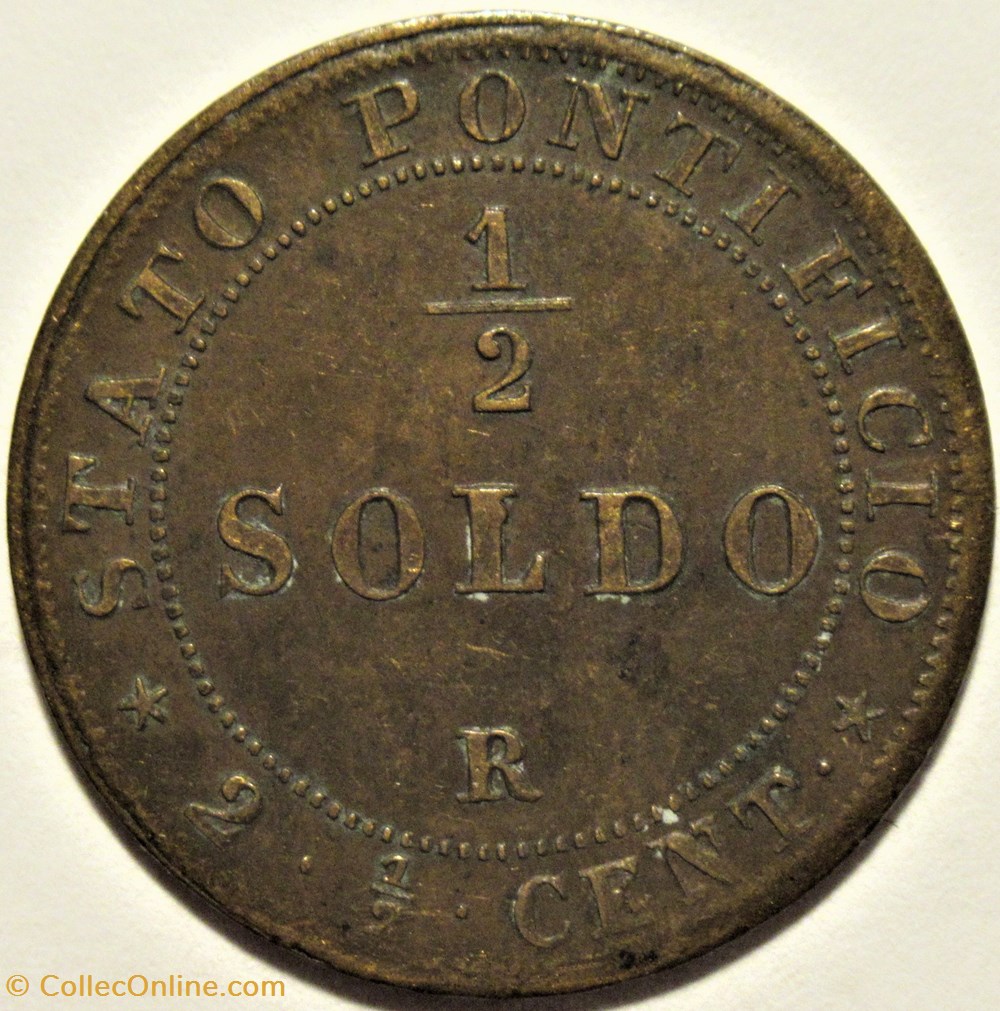 STATO PONTIFICIO
1/2
SOLDO
R
* 2 · 1/2 · CENT · *
© CollecOnline.com